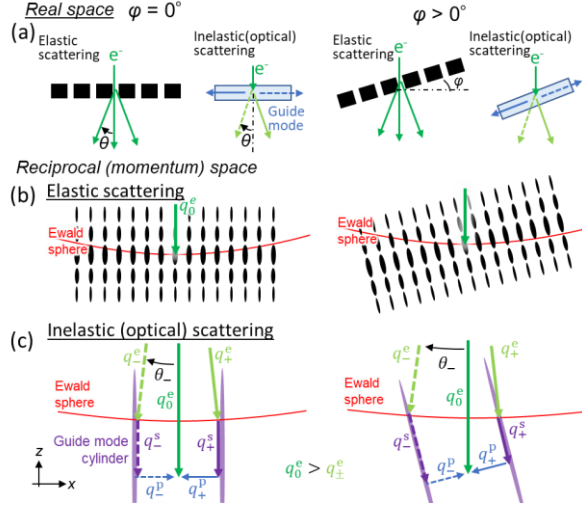 Real space φ = 0°
φ > 0°
(a)
Elastic
scattering
e⁻
θ
Inelastic(optical)
scattering
e⁻
Guide
mode
θ
Elastic
scattering
e⁻
φ
Inelastic(optical)
scattering
e⁻
Reciprocal (momentum) space
(b) Elastic scattering
q₀ᵉ
Ewald
sphere
Ewald
sphere
(c) Inelastic (optical) scattering
q₋ᵉ
θ₋
q₀ᵉ
q₊ᵉ
Ewald
sphere
Guide mode
cylinder
q₋ˢ
q₊ˢ
q₋ᵖ
q₊ᵖ
z
x
q₀ᵉ > q±ᵉ
q₋ᵉ
θ₋
q₀ᵉ
q₊ᵉ
Ewald
sphere
q₋ˢ
q₊ˢ
q₋ᵖ
q₊ᵖ